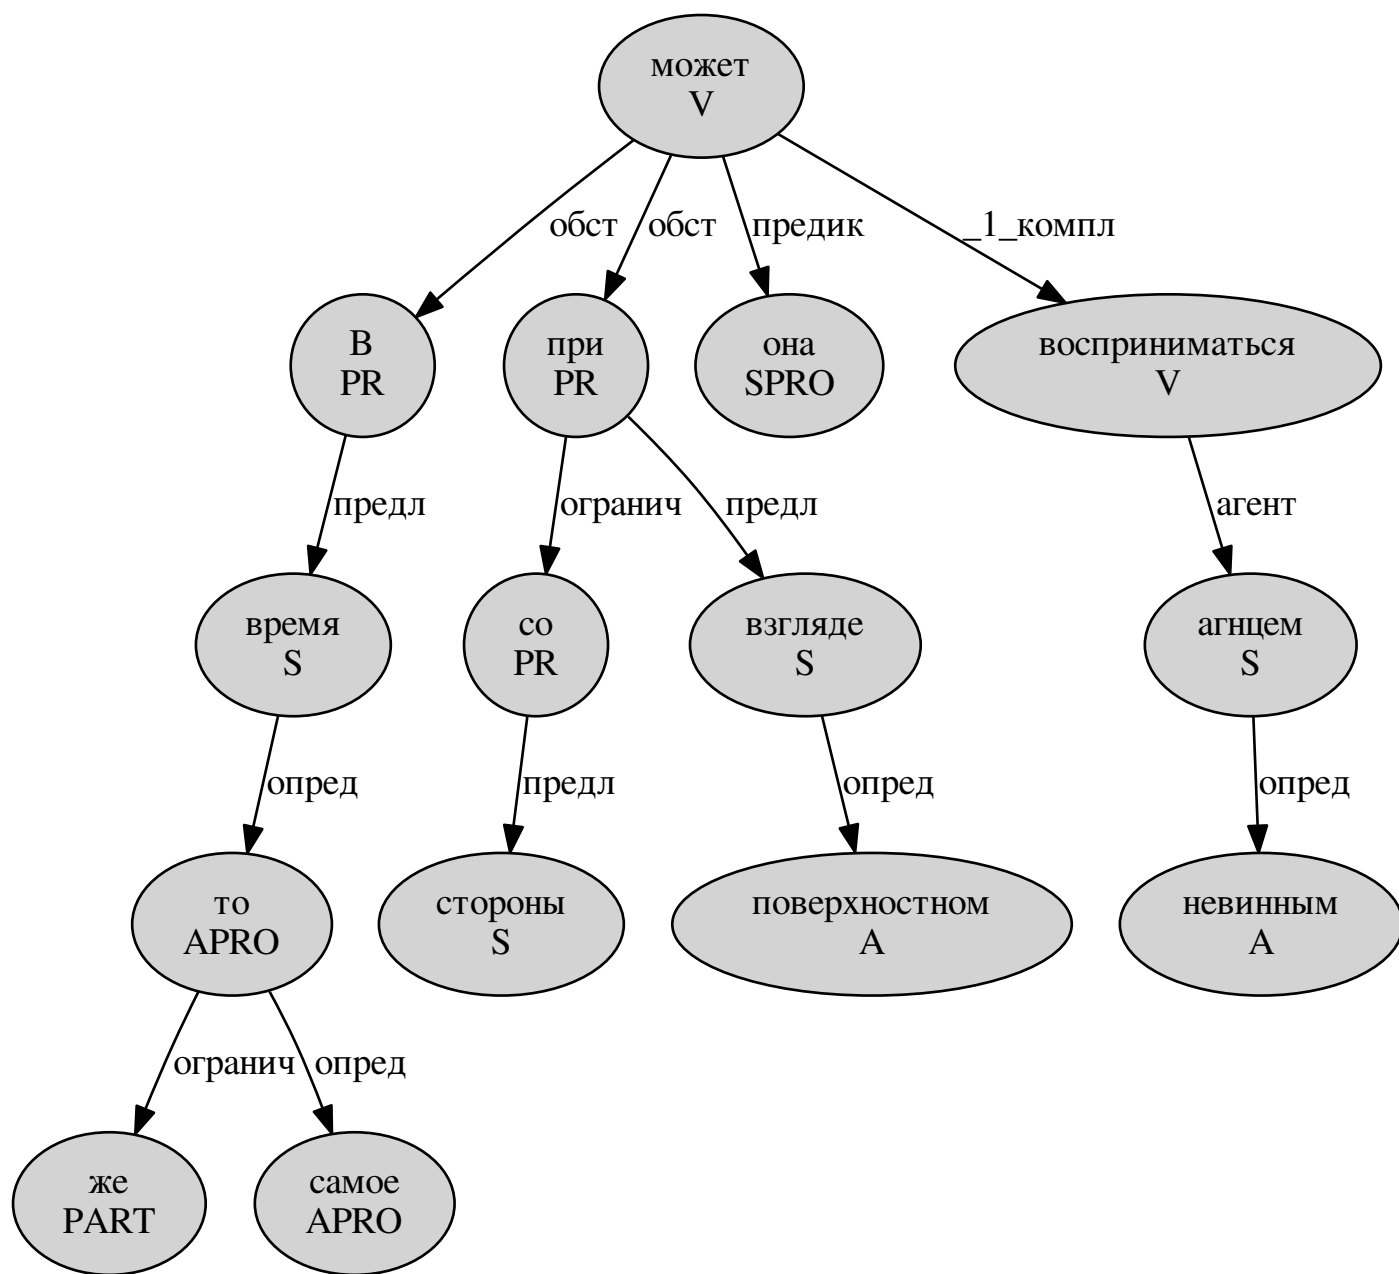 может
V
обст
обст
предик
_1_компл
В
PR
при
PR
она
SPRO
восприниматься
V
предл
огранич
предл
агент
время
S
со
PR
взгляде
S
агнцем
S
опред
предл
опред
опред
то
APRO
стороны
S
поверхностном
A
невинным
A
огранич
опред
же
PART
самое
APRO